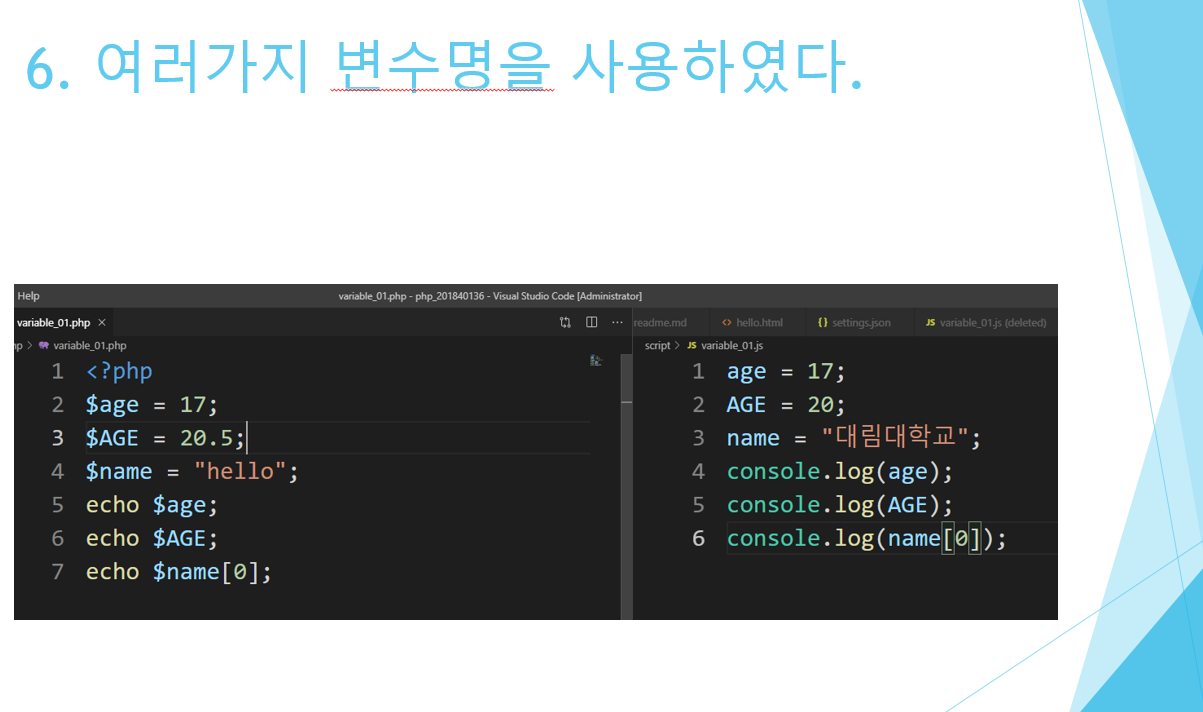 6. 여러가지 변수명을 사용하였다.
Help
variable_01.php - php_201840136 - Visual Studio Code [Administrator]
variable_01.php ×
variable_01.php
1 <?php
2 $age = 17;
3 $AGE = 20.5;
4 $name = "hello";
5 echo $age;
6 echo $AGE;
7 echo $name[0];
readme.md
<> hello.html
{} settings.json
JS variable_01.js (deleted)
script > JS variable_01.js
1 age = 17;
2 AGE = 20;
3 name = "대림대학교";
4 console.log(age);
5 console.log(AGE);
6 console.log(name[0]);